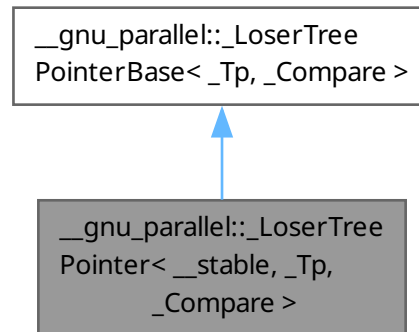 __gnu_parallel::_LoserTree
PointerBase< _Tp, _Compare >
__gnu_parallel::_LoserTree
Pointer< __stable, _Tp,
_Compare >